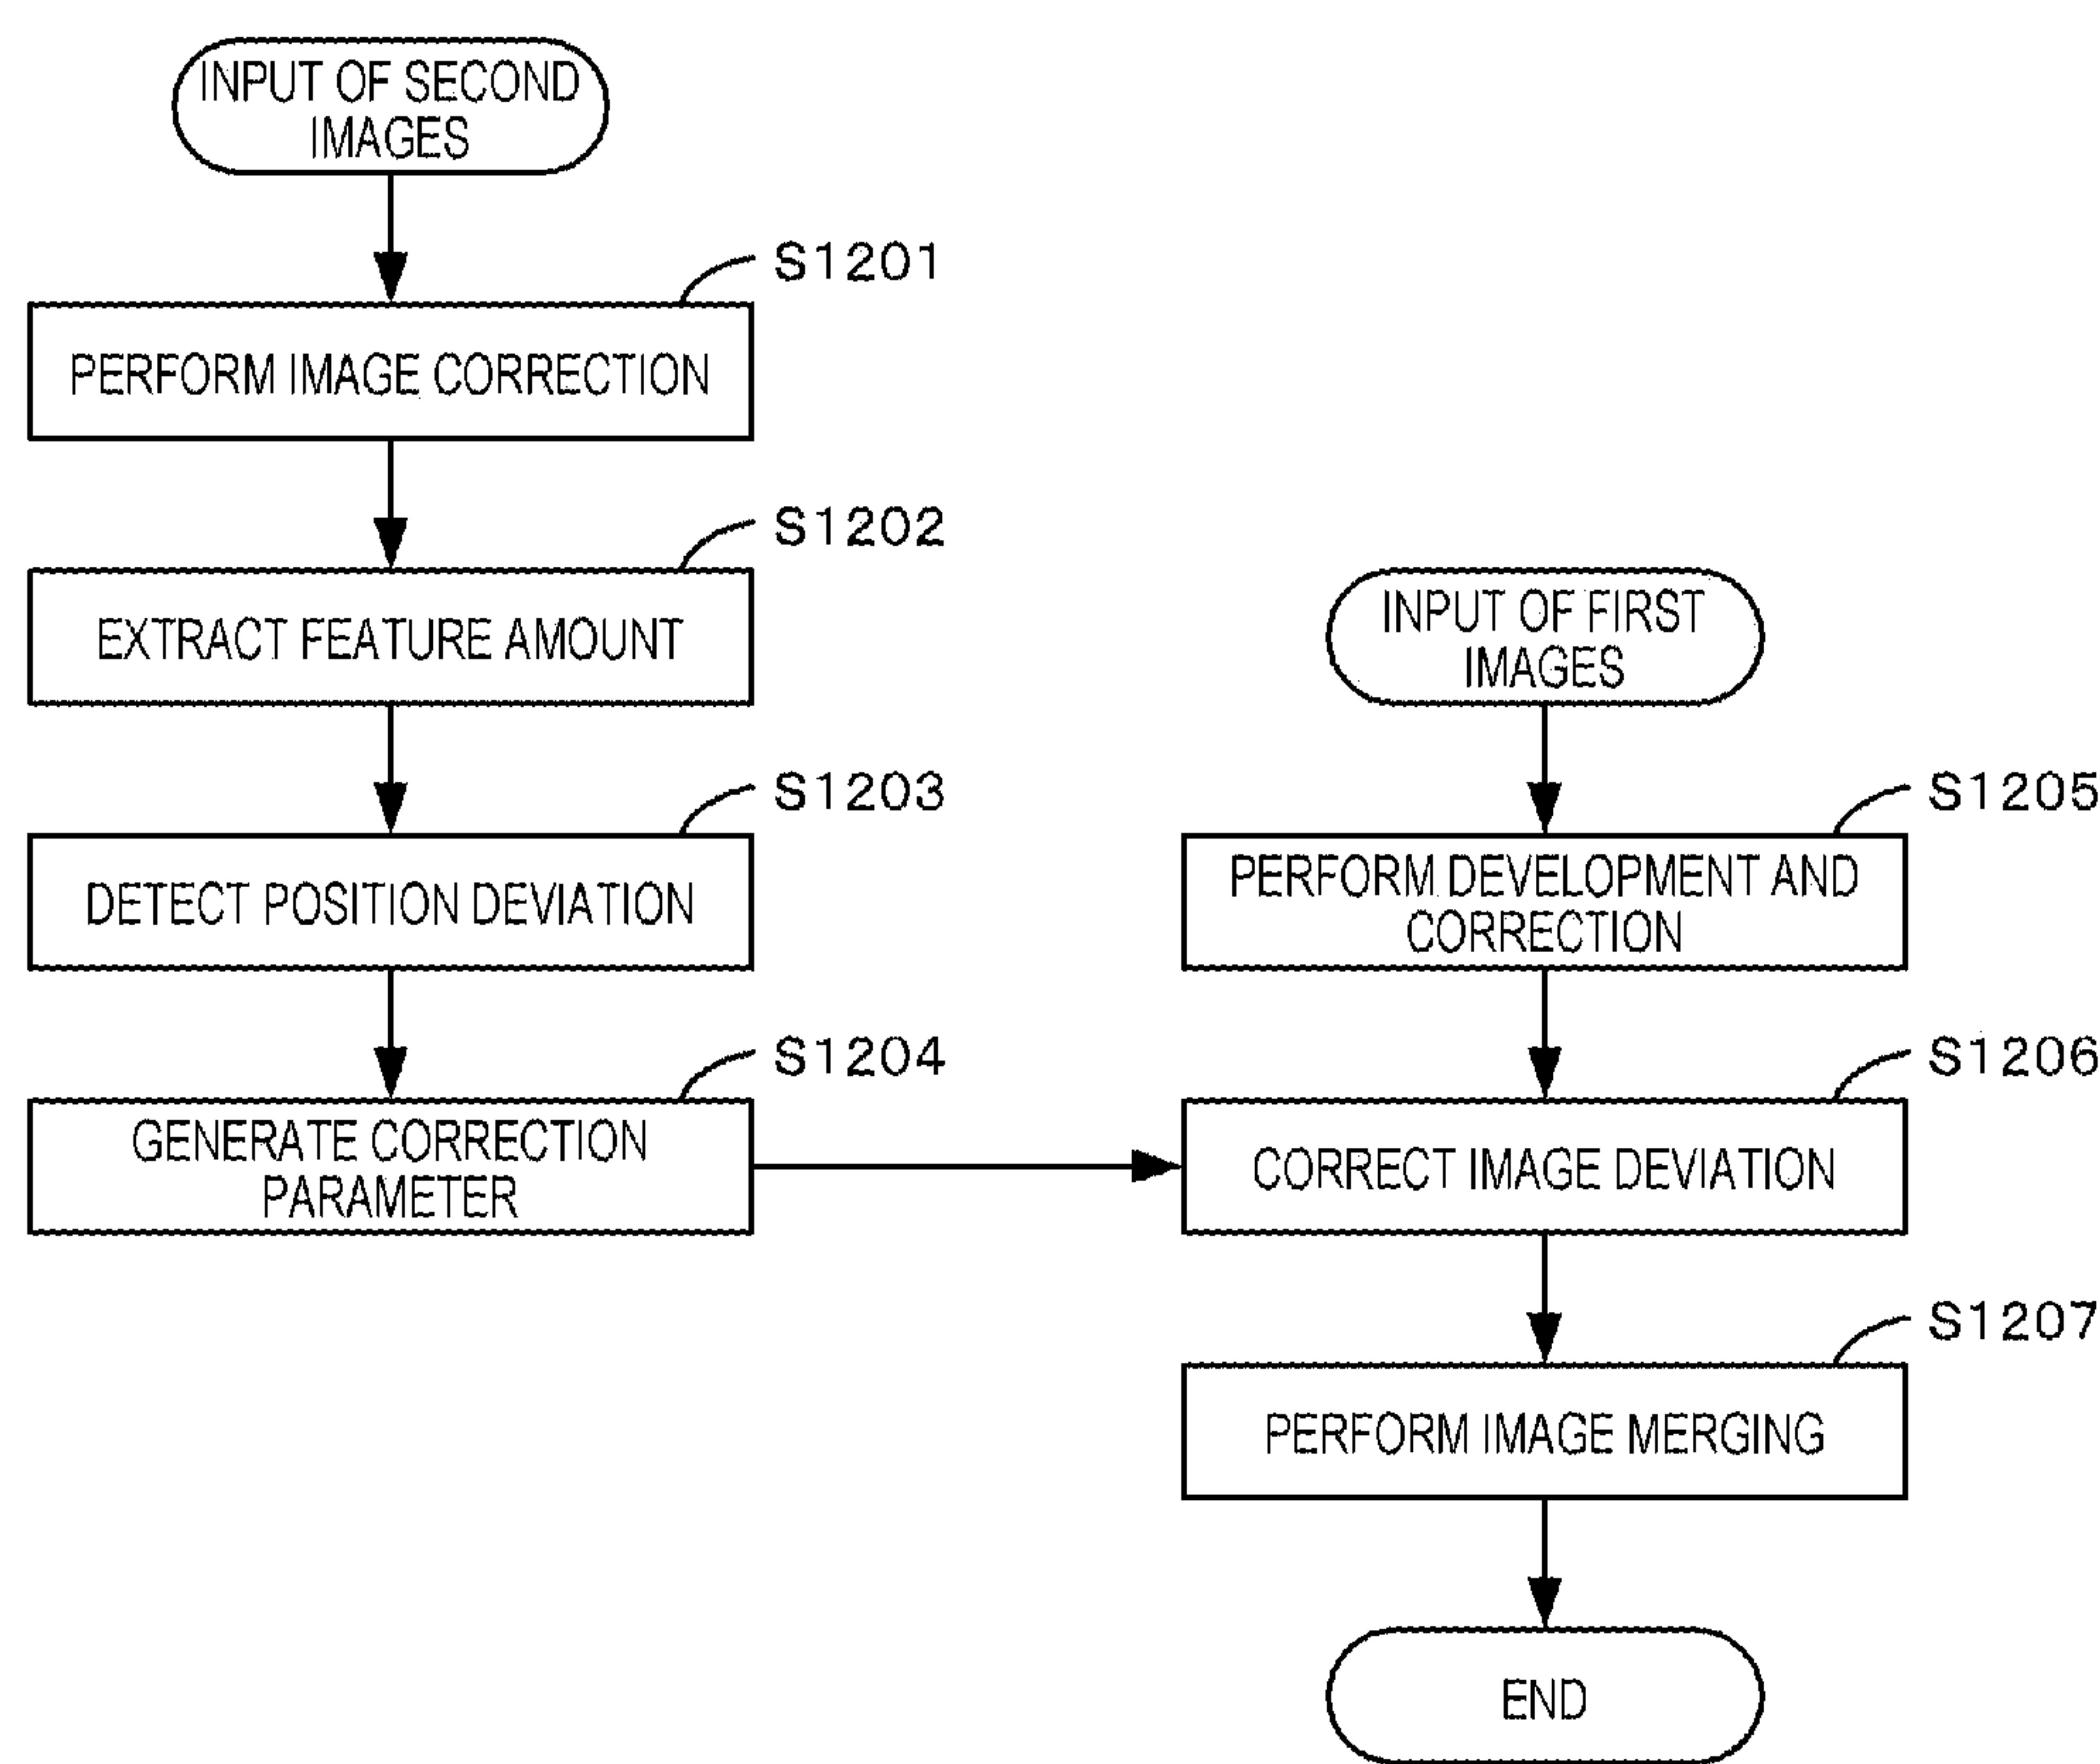 INPUT OF SECOND
IMAGES
S1201
PERFORM IMAGE CORRECTION
S1202
EXTRACT FEATURE AMOUNT
S1203
DETECT POSITION DEVIATION
S1204
GENERATE CORRECTION
PARAMETER
INPUT OF FIRST
IMAGES
S1205
PERFORM DEVELOPMENT AND
CORRECTION
S1206
CORRECT IMAGE DEVIATION
S1207
PERFORM IMAGE MERGING
END